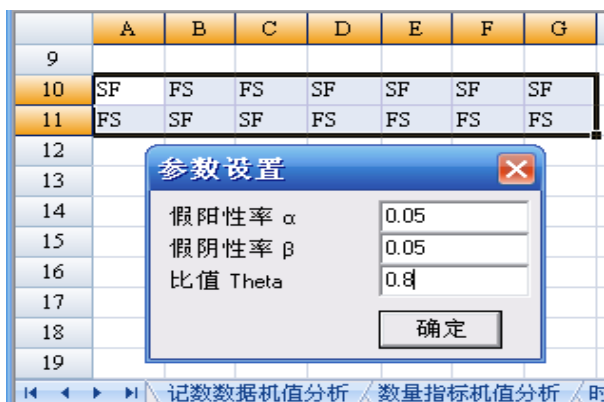 A B C D E F G
9
10 SF FS FS SF SF SF SF
11 FS SF SF FS FS FS FS
12
参数设置
13
14 假阳性率 α 0.05
15 假阴性率 β 0.05
16 比值 Theta 0.8
17
18 确定
19
记数数据机值分析 数量指标机值分析 时